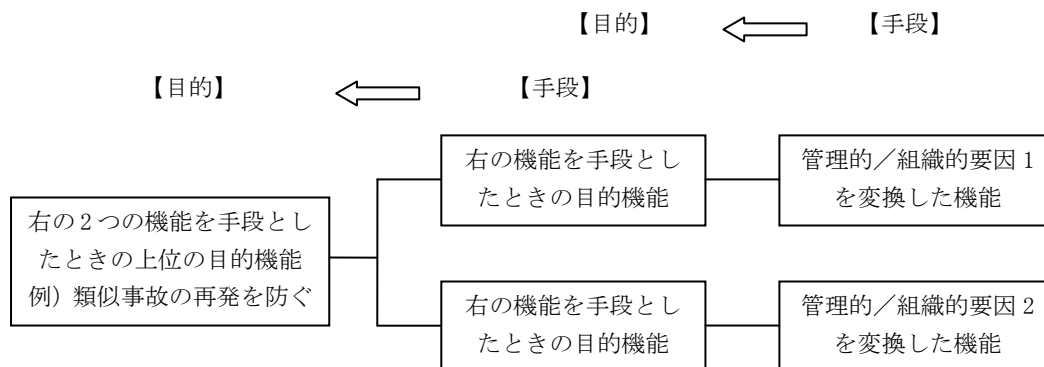 【目的】 【手段】
【目的】 【手段】
右の機能を手段とし
たときの目的機能
管理的／組織的要因1
を変換した機能
右の2つの機能を手段とし
たときの上位の目的機能
例）類似事故の再発を防ぐ
右の機能を手段とし
たときの目的機能
管理的／組織的要因2
を変換した機能